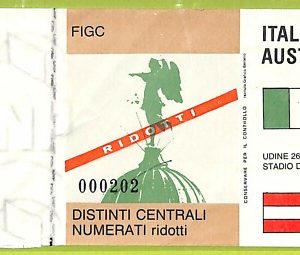 FIGC
RIDOTTI
000202
DISTINTI CENTRALI
NUMERATI ridotti
CONSERVARE PER IL CONTROLLO
ITAL
AUST
UDINE 26
STADIO D